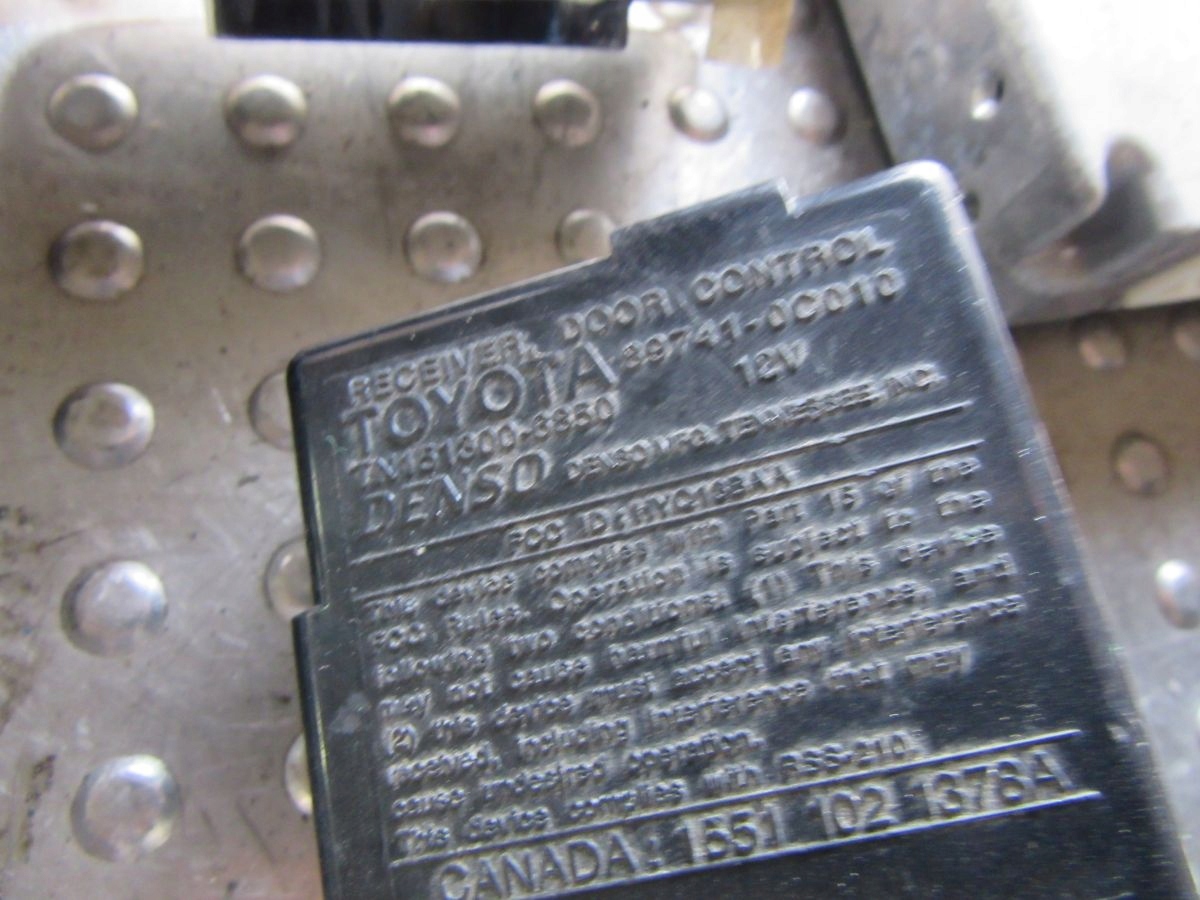 RECEIVER, DOOR CONTROL
TOYOTA 89741-0C010
TN151300-3850 12V
DENSO DENSO MFG. TENNESSEE, INC.
FCC ID: HYQ13BAA
This device complies with Part 15 of the
FCC Rules. Operation is subject to the
following two conditions: (1) This device
may not cause harmful interference, and
(2) this device must accept any interference
received, including interference that may
cause undesired operation.
This device complies with RSS-210.
CANADA: 1551 102 1378A